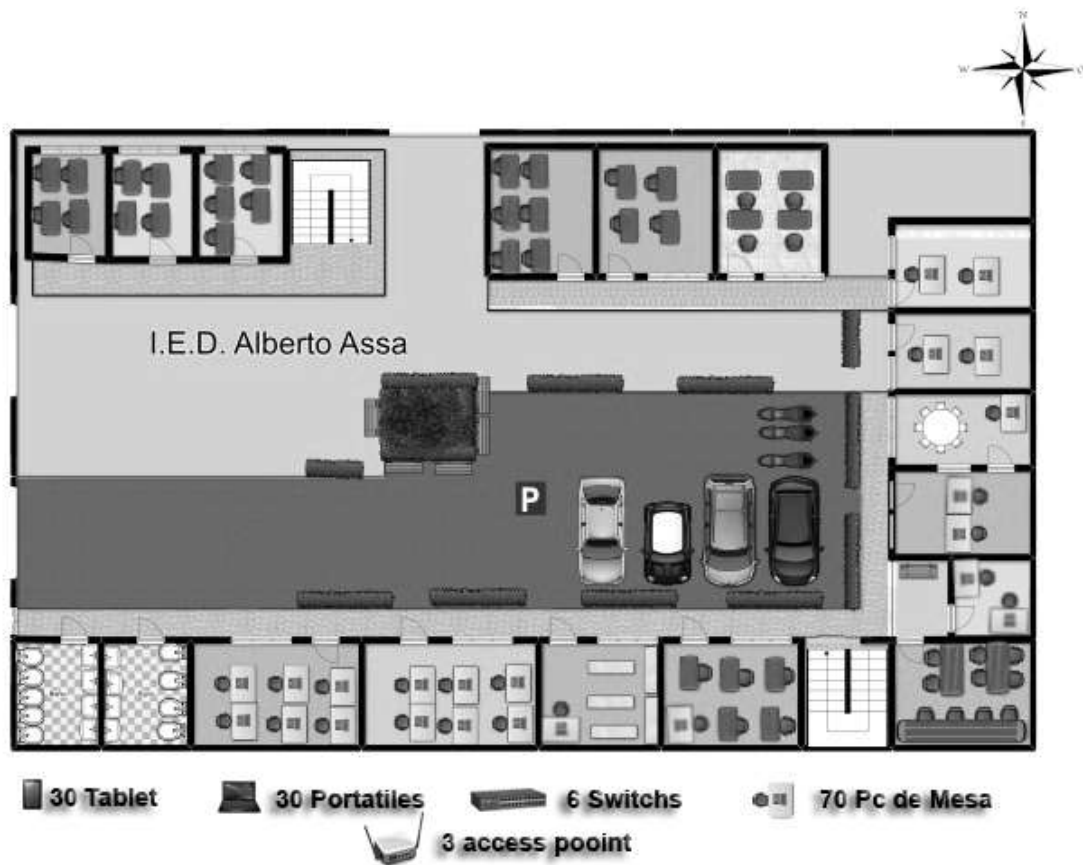 N
W
I.E.D. Alberto Assa
P
30 Tablet
30 Portatiles
6 Switchs
70 Pc de Mesa
3 access pooint